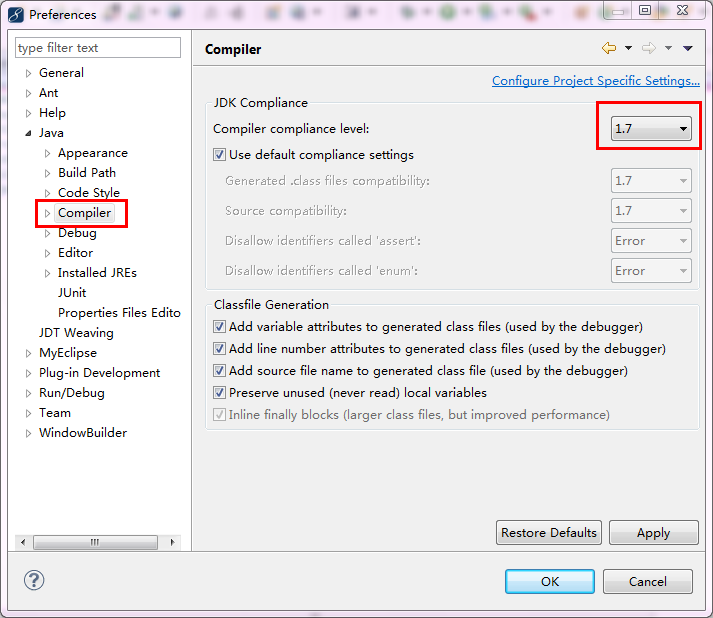 Preferences
type filter text
General
Ant
Help
Java
Appearance
Build Path
Code Style
Compiler
Debug
Editor
Installed JREs
JUnit
Properties Files Edito
JDT Weaving
MyEclipse
Plug-in Development
Run/Debug
Team
WindowBuilder
Compiler
Configure Project Specific Settings...
JDK Compliance
Compiler compliance level: 1.7
Use default compliance settings
Generated .class files compatibility: 1.7
Source compatibility: 1.7
Disallow identifiers called 'assert': Error
Disallow identifiers called 'enum': Error
Classfile Generation
Add variable attributes to generated class files (used by the debugger)
Add line number attributes to generated class files (used by the debugger)
Add source file name to generated class file (used by the debugger)
Preserve unused (never read) local variables
Inline finally blocks (larger class files, but improved performance)
Restore Defaults Apply
? OK Cancel